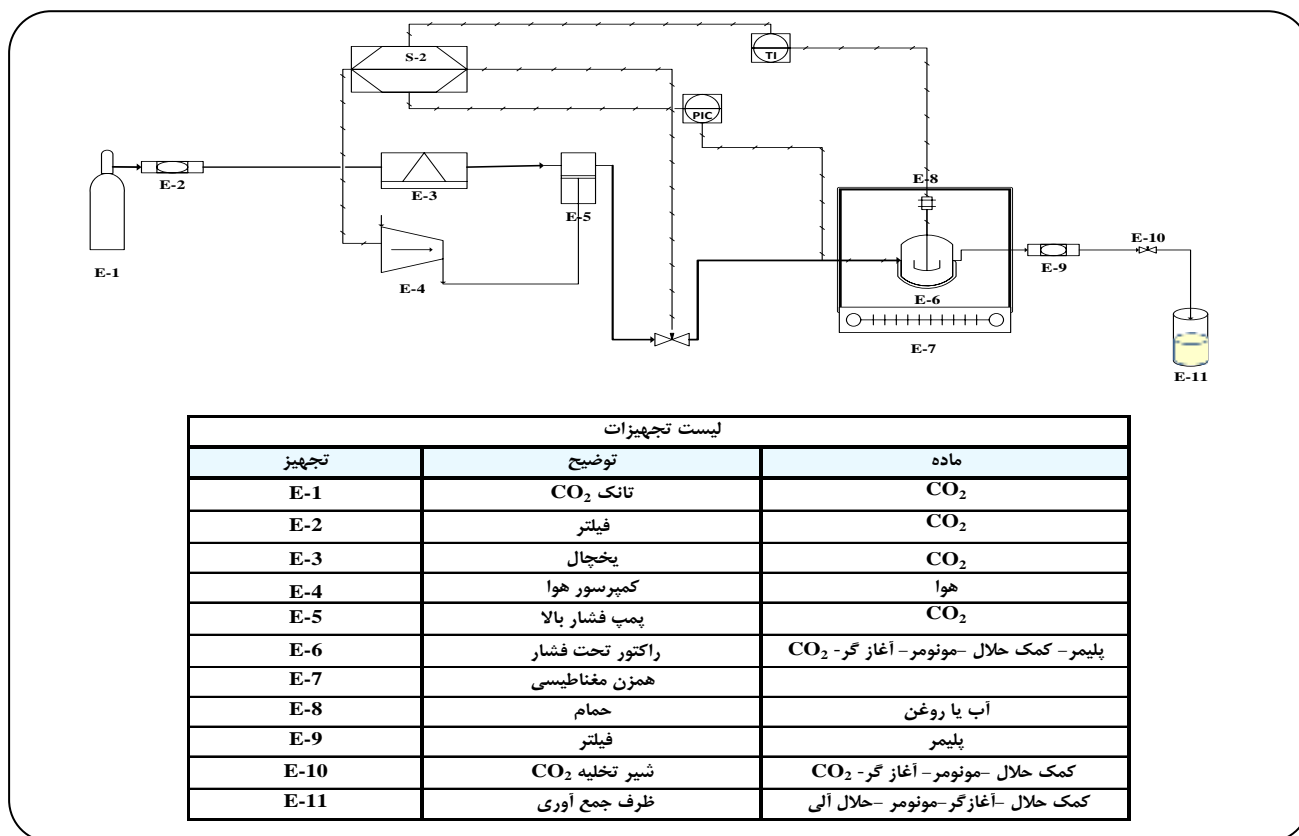 S-2
TI
PIC
E-8
E-2
E-3
E-5
E-10
E-9
E-1
E-4
E-6
E-7
E-11
لیست تجهیزات
تجهیز توضیح ماده
E-1 تانک CO₂ CO₂
E-2 فیلتر CO₂
E-3 یخچال CO₂
E-4 کمپرسور هوا هوا
E-5 پمپ فشار بالا CO₂
E-6 راکتور تحت فشار پلیمر- کمک حلال –مونومر- آغاز گر- CO₂
E-7 همزن مغناطیسی
E-8 حمام آب یا روغن
E-9 فیلتر پلیمر
E-10 شیر تخلیه CO₂ کمک حلال –مونومر- آغاز گر- CO₂
E-11 ظرف جمع آوری کمک حلال –آغازگر–مونومر –حلال آلی